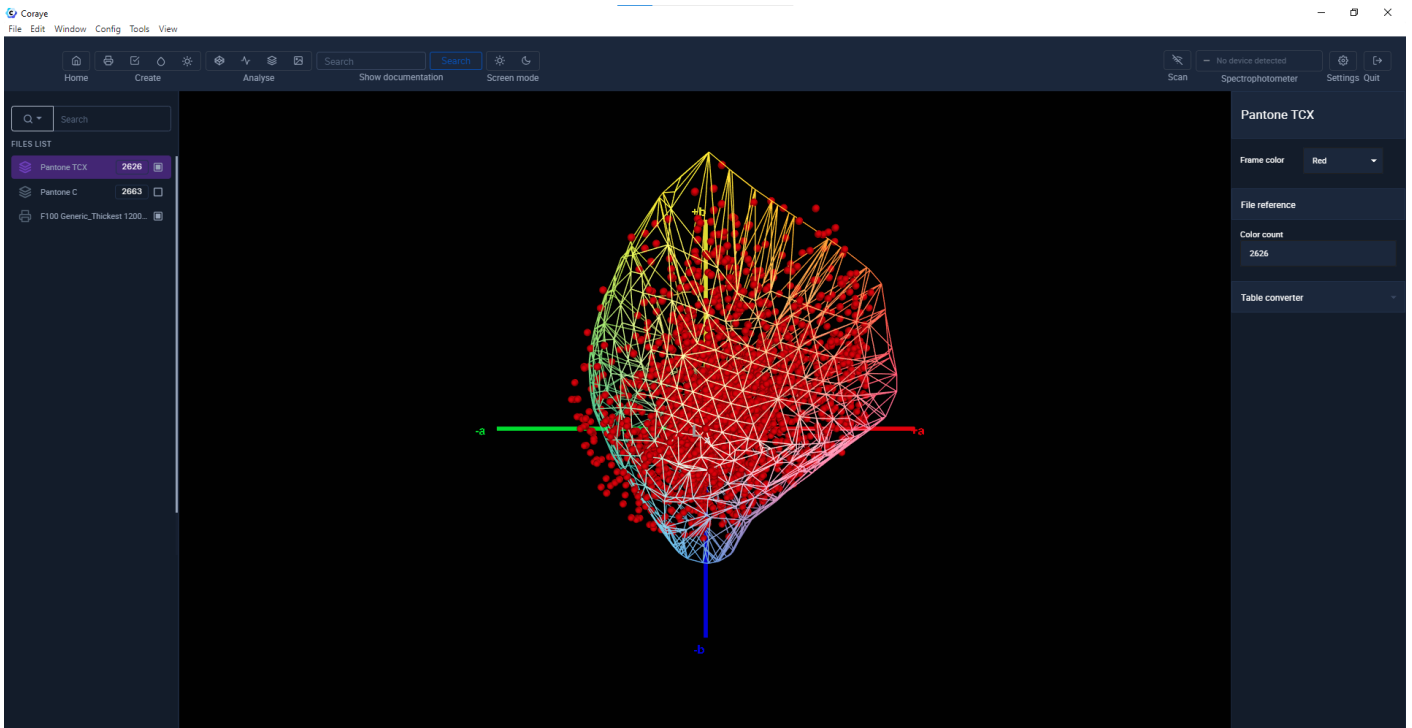 Coraye
File Edit Window Config Tools View
Search Search No device detected
Home Create Analyse Show documentation Screen mode Scan Spectrophotometer Settings Quit
Search
FILES LIST
Pantone TCX 2626
Pantone C 2663
F100 Generic_Thickest 1200...
+b
-a
+a
-b
Pantone TCX
Frame color Red
File reference
Color count
2626
Table converter